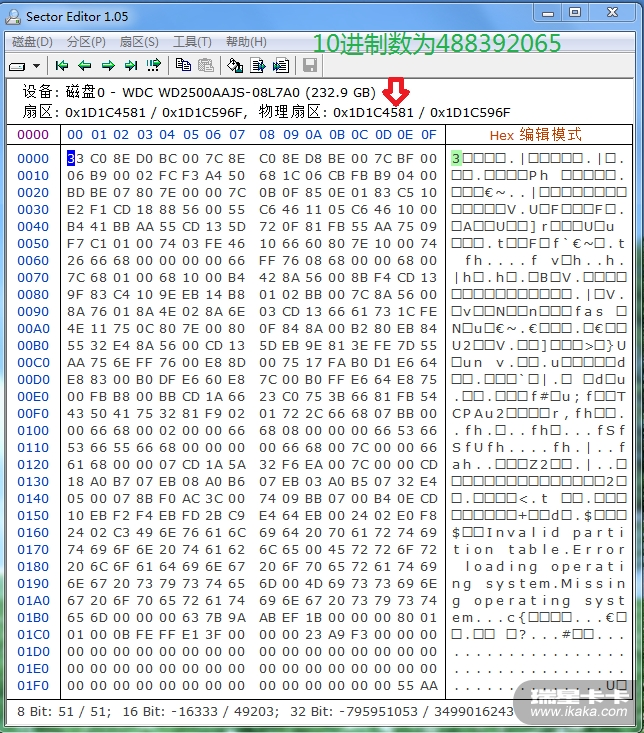 Sector Editor 1.05
磁盘(D) 分区(P) 扇区(S) 工具(T) 帮助(H)
10进制数为488392065
设备: 磁盘0 - WDC WD2500AAJS-08L7A0 (232.9 GB)
扇区: 0x1D1C4581 / 0x1D1C596F, 物理扇区: 0x1D1C4581 / 0x1D1C596F
0000 00 01 02 03 04 05 06 07 08 09 0A 0B 0C 0D 0E 0F Hex 编辑模式
0000 33 C0 8E D0 BC 00 7C 8E C0 8E D8 BE 00 7C BF 00 3□□□□.|□□□□□.|□.
0010 06 B9 00 02 FC F3 A4 50 68 1C 06 CB FB B9 04 00 □□.□□□□Ph□□□□□□.
0020 BD BE 07 80 7E 00 00 7C 0B 0F 85 0E 01 83 C5 10 □□□€~..|□□□□□□□□
0030 E2 F1 CD 18 88 56 00 55 C6 46 11 05 C6 46 10 00 □□□□□V.U□F□□□F□.
0040 B4 41 BB AA 55 CD 13 5D 72 0F 81 FB 55 AA 75 09 □A□□U□□]r□□□U□u□
0050 F7 C1 01 00 74 03 FE 46 10 66 60 80 7E 10 00 74 □□□.t□□F□f`€~□.t
0060 26 66 68 00 00 00 00 66 FF 76 08 68 00 00 68 00 fh....f□v□h..h.
0070 7C 68 01 00 68 10 00 B4 42 8A 56 00 8B F4 CD 13 |h□.h□.□B□V.□□□□
0080 9F 83 C4 10 9E EB 14 B8 01 02 BB 00 7C 8A 56 00 □□□□□□□□□□□.|□V.
0090 8A 76 01 8A 4E 02 8A 6E 03 CD 13 66 61 73 1C FE □v□□N□□n□□□fas□□
00A0 4E 11 75 0C 80 7E 00 80 0F 84 8A 00 B2 80 EB 84 N□u□€~.€□□□.□€□□
00B0 55 32 E4 8A 56 00 CD 13 5D EB 9E 81 3E FE 7D 55 U2□□V.□□]□□□>□}U
00C0 AA 75 6E FF 76 00 E8 8D 00 75 17 FA B0 D1 E6 64 □un□v.□□.u□□□□□d
00D0 E8 83 00 B0 DF E6 60 E8 7C 00 B0 FF E6 64 E8 75 □□.□□□`□|.□□□d□u
00E0 00 FB B8 00 BB CD 1A 66 23 C0 75 3B 66 81 FB 54 .□□.□□□f#□u;f□□T
00F0 43 50 41 75 32 81 F9 02 01 72 2C 66 68 07 BB 00 CPAu2□□□□r,fh□□.
0100 00 66 68 00 02 00 00 66 68 08 00 00 00 66 53 66 .fh.□..fh□...fSf
0110 53 66 55 66 68 00 00 00 00 66 68 00 7C 00 00 66 SfUfh....fh.|..f
0120 61 68 00 00 07 CD 1A 5A 32 F6 EA 00 7C 00 00 CD ah..□□□Z2□□.|..□
0130 18 A0 B7 07 EB 08 A0 B6 07 EB 03 A0 B5 07 32 E4 □□□□□□□□□□□□□□2□
0140 05 00 07 8B F0 AC 3C 00 74 09 BB 07 00 B4 0E CD □.□□□□<.t□□□.□□□
0150 10 EB F2 F4 EB FD 2B C9 E4 64 EB 00 24 02 E0 F8 □□□□□□+□□d□.$□□□
0160 24 02 C3 49 6E 76 61 6C 69 64 20 70 61 72 74 69 $□□Invalid parti
0170 74 69 6F 6E 20 74 61 62 6C 65 00 45 72 72 6F 72 tion table.Error
0180 20 6C 6F 61 64 69 6E 67 20 6F 70 65 72 61 74 69 loading operati
0190 6E 67 20 73 79 73 74 65 6D 00 4D 69 73 73 69 6E ng system.Missin
01A0 67 20 6F 70 65 72 61 74 69 6E 67 20 73 79 73 74 g operating syst
01B0 65 6D 00 00 00 63 7B 9A AB EF 1B 00 00 00 80 01 em...c{□□□□...€□
01C0 01 00 0B FE FF E1 3F 00 00 00 23 A9 F3 00 00 00 □.□□□□?...#□□...
01D0 00 00 00 00 00 00 00 00 00 00 00 00 00 00 00 00 ................
01E0 00 00 00 00 00 00 00 00 00 00 00 00 00 00 00 00 ................
01F0 00 00 00 00 00 00 00 00 00 00 00 00 00 00 55 AA ..............U□
8 Bit: 51 / 51; 16 Bit: -16333 / 49203; 32 Bit: -795951053 / 3499016243
瑞星卡卡
www.ikaka.com